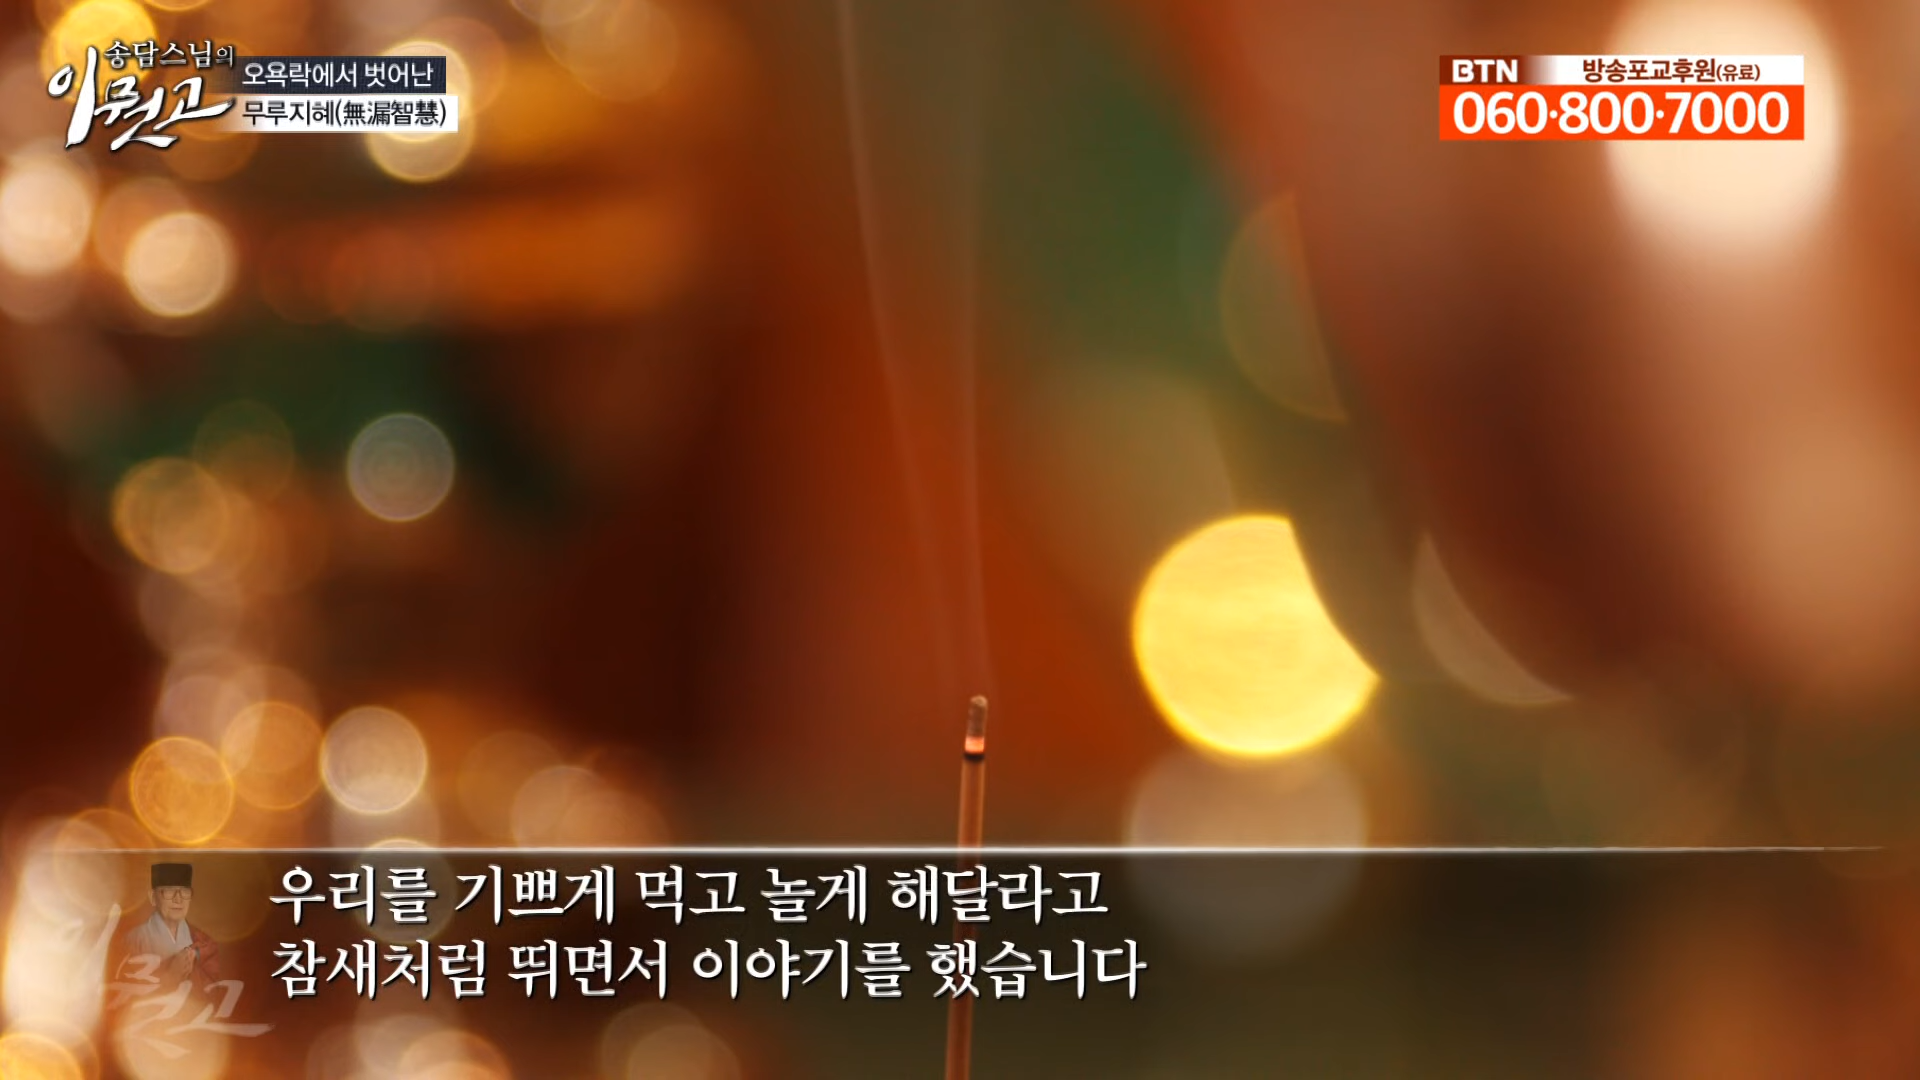 송담스님의
이뭣고
오욕락에서 벗어난
무루지혜(無漏智慧)
BTN 방송포교후원(유료)
060·800·7000
우리를 기쁘게 먹고 놀게 해달라고
참새처럼 뛰면서 이야기를 했습니다
이뭣고